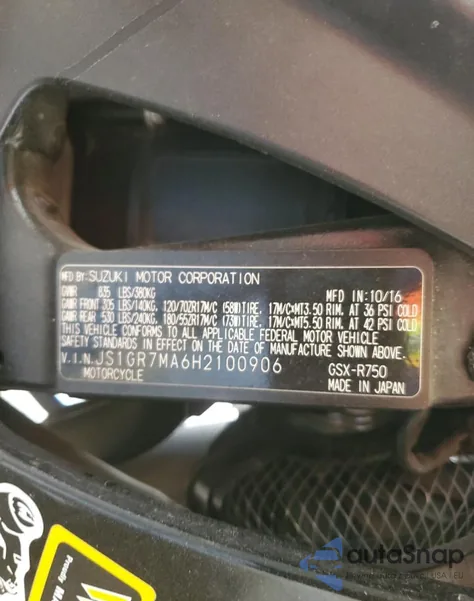 MFD BY: SUZUKI MOTOR CORPORATION
GVWR 835 LBS/380KG MFD IN: 10/16
GAWR FRONT 305 LBS/140KG, 120/70ZR17M/C (58W)TIRE, 17M/C×MT3.50 RIM, AT 36 PSI COLD
GAWR REAR 530 LBS/240KG, 180/55ZR17M/C (73W)TIRE, 17M/C×MT5.50 RIM, AT 42 PSI COLD
THIS VEHICLE CONFORMS TO ALL APPLICABLE FEDERAL MOTOR VEHICLE
SAFETY STANDARDS IN EFFECT ON THE DATE OF MANUFACTURE SHOWN ABOVE.
V.I.N. JS1GR7MA6H2100906 GSX-R750
MOTORCYCLE MADE IN JAPAN
autoSnap